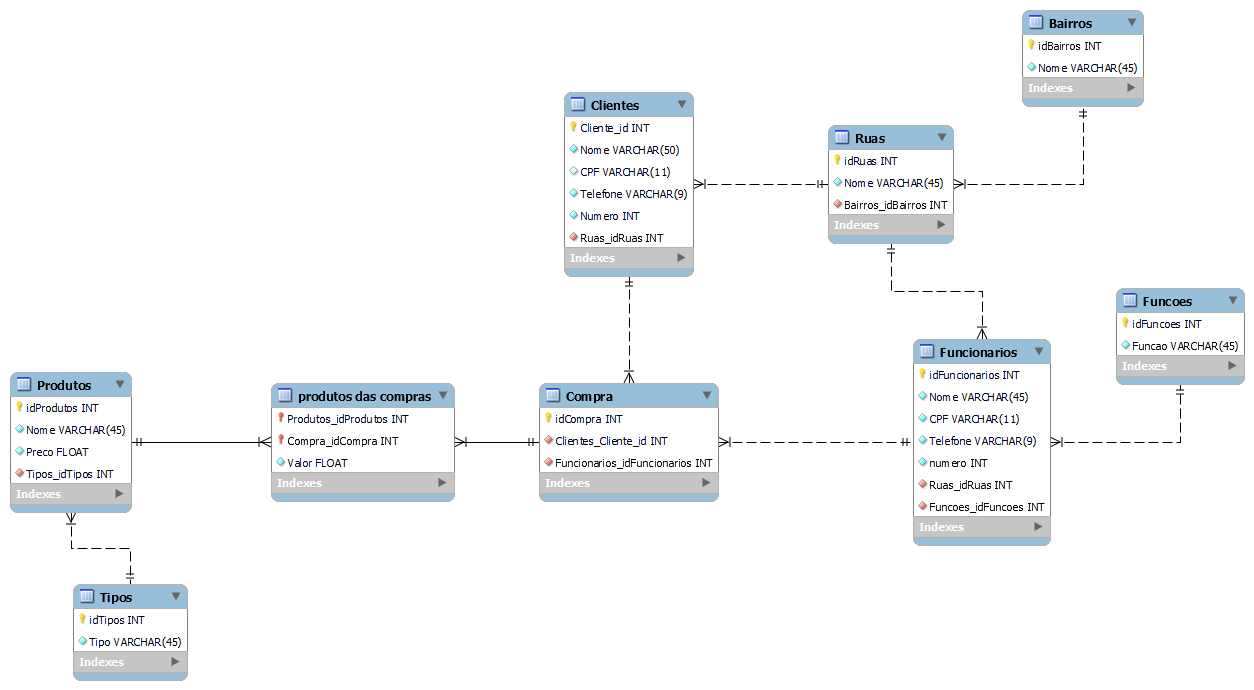 Bairros
idBairros INT
Nome VARCHAR(45)
Indexes
Clientes
Cliente_id INT
Nome VARCHAR(50)
CPF VARCHAR(11)
Telefone VARCHAR(9)
Numero INT
Ruas_idRuas INT
Indexes
Ruas
idRuas INT
Nome VARCHAR(45)
Bairros_idBairros INT
Indexes
Funcoes
idFuncoes INT
Funcao VARCHAR(45)
Indexes
Funcionarios
idFuncionarios INT
Nome VARCHAR(45)
CPF VARCHAR(11)
Telefone VARCHAR(9)
numero INT
Ruas_idRuas INT
Funcoes_idFuncoes INT
Indexes
Produtos
idProdutos INT
Nome VARCHAR(45)
Preco FLOAT
Tipos_idTipos INT
Indexes
produtos das compras
Produtos_idProdutos INT
Compra_idCompra INT
Valor FLOAT
Indexes
Compra
idCompra INT
Clientes_Cliente_id INT
Funcionarios_idFuncionarios INT
Indexes
Tipos
idTipos INT
Tipo VARCHAR(45)
Indexes